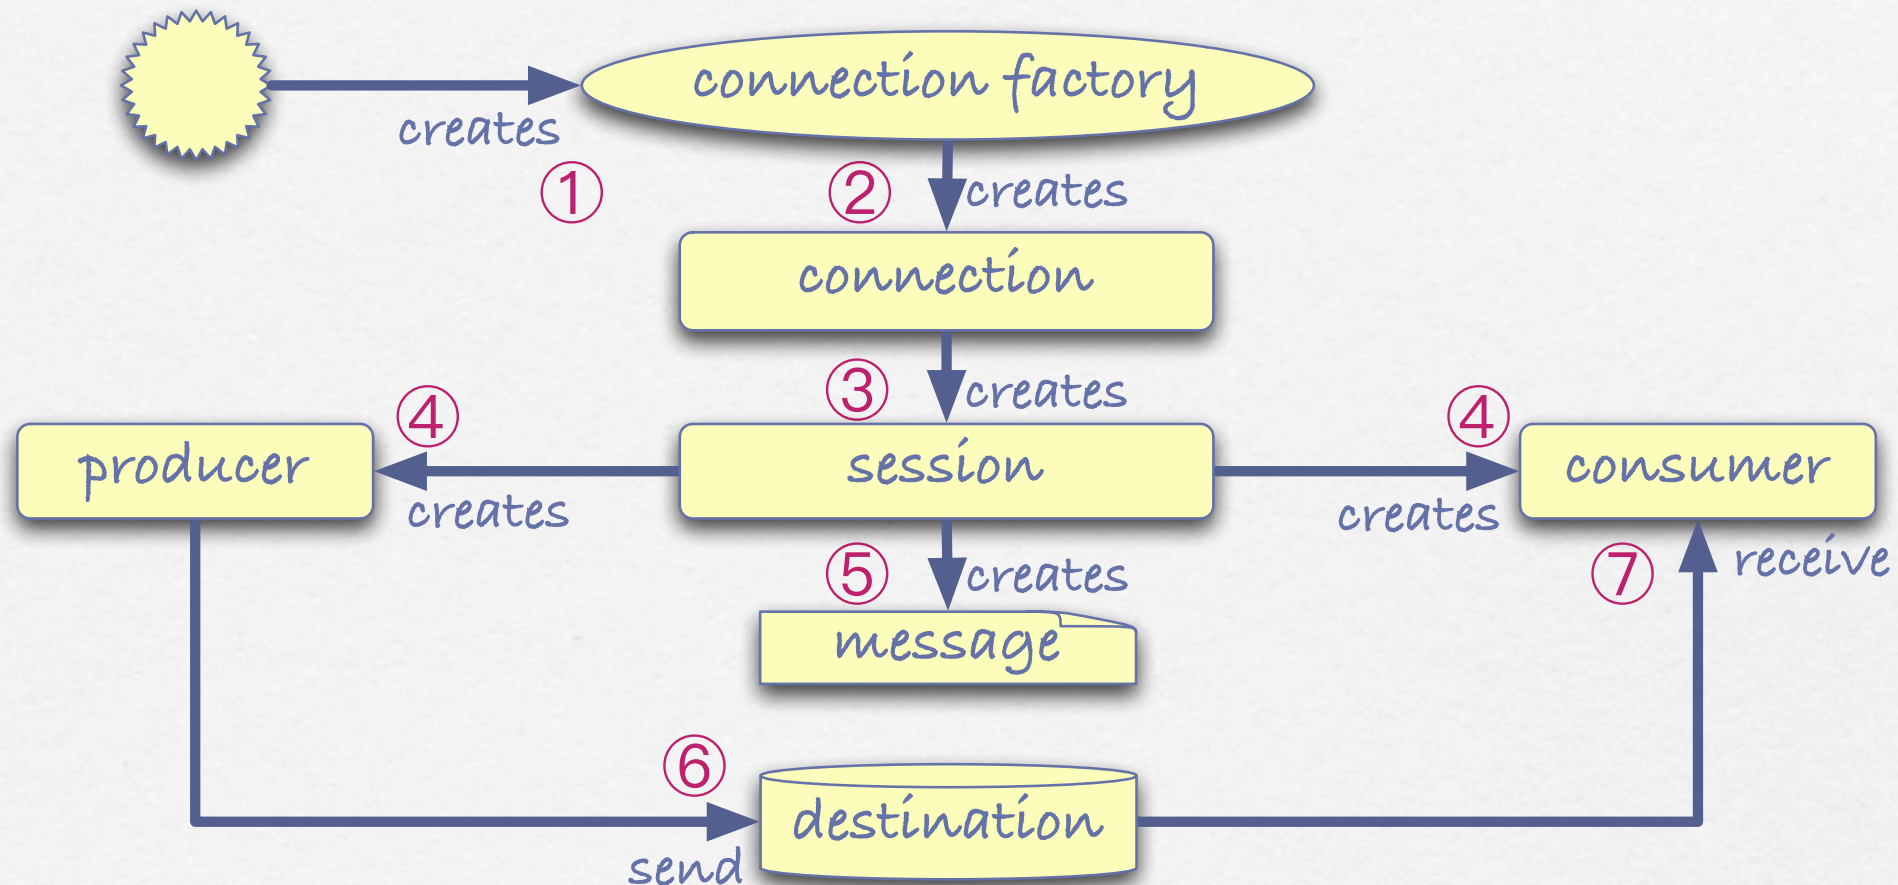 connection factory
creates
①
②
creates
connection
③
creates
④
④
producer
session
consumer
creates
creates
⑤
creates
⑦
receive
message
⑥
destination
send